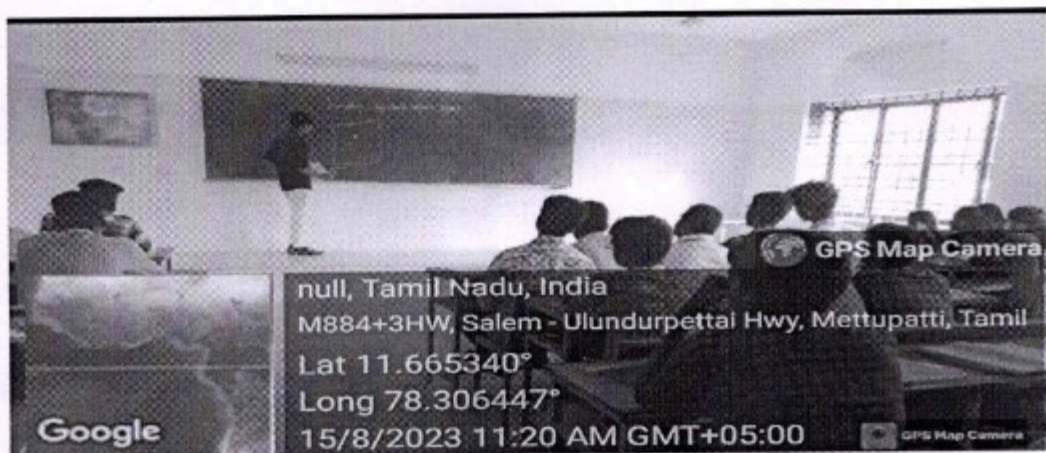 GPS Map Camera
null, Tamil Nadu, India
M884+3HW, Salem - Ulundurpettai Hwy, Mettupatti, Tamil
Lat 11.665340°
Long 78.306447°
15/8/2023 11:20 AM GMT+05:00
Google
GPS Map Camera